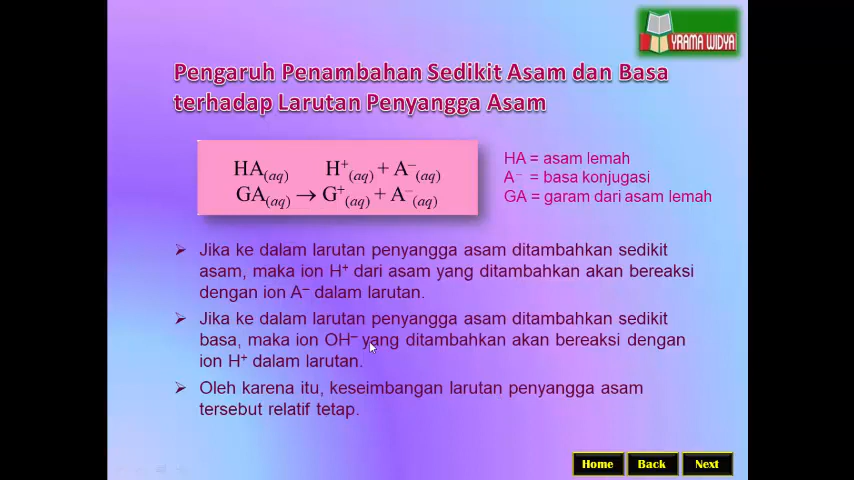 YRAMA WIDYA
Pengaruh Penambahan Sedikit Asam dan Basa
terhadap Larutan Penyangga Asam
HA(aq) H⁺(aq) + A⁻(aq)
GA(aq) → G⁺(aq) + A⁻(aq)
HA = asam lemah
A⁻ = basa konjugasi
GA = garam dari asam lemah
➢ Jika ke dalam larutan penyangga asam ditambahkan sedikit
asam, maka ion H⁺ dari asam yang ditambahkan akan bereaksi
dengan ion A⁻ dalam larutan.
➢ Jika ke dalam larutan penyangga asam ditambahkan sedikit
basa, maka ion OH⁻ yang ditambahkan akan bereaksi dengan
ion H⁺ dalam larutan.
➢ Oleh karena itu, keseimbangan larutan penyangga asam
tersebut relatif tetap.
Home Back Next